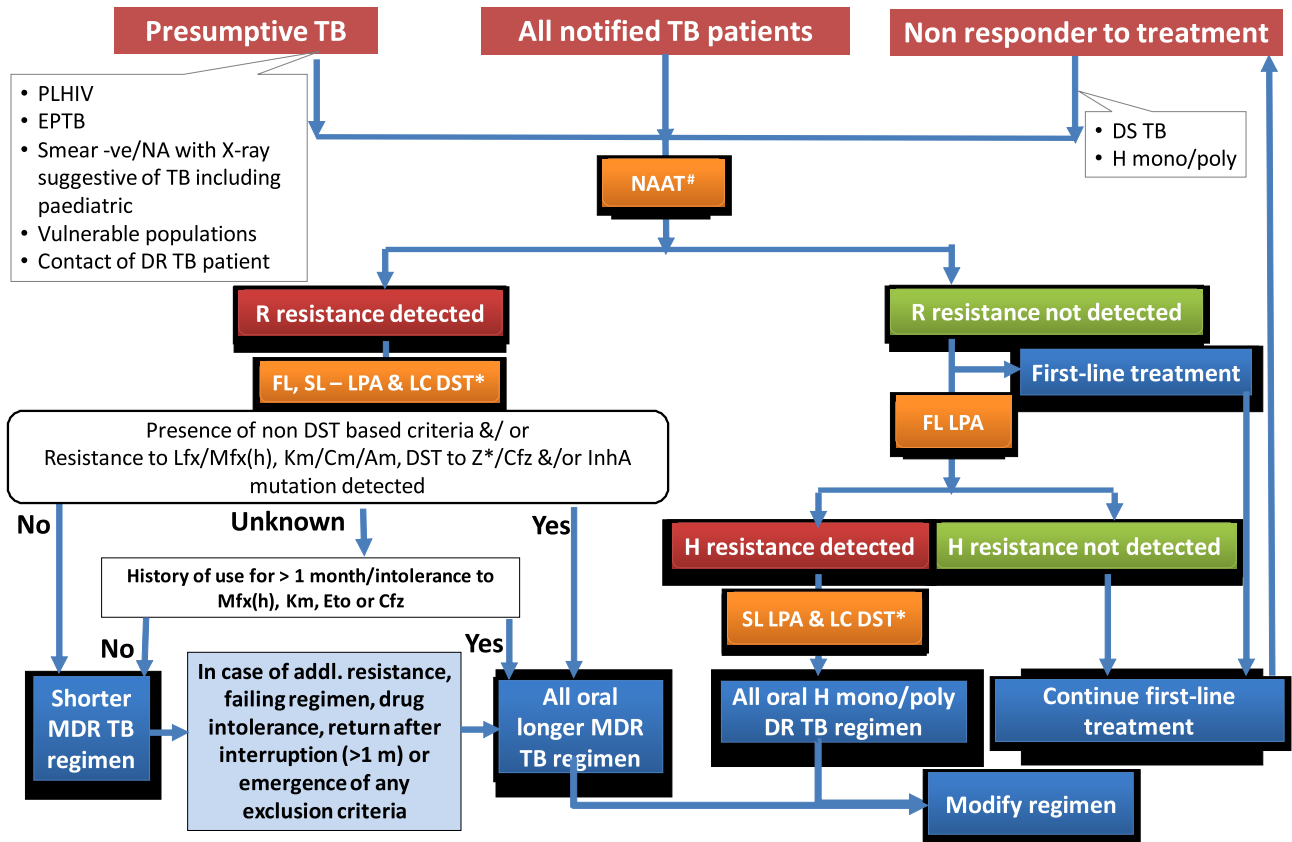 Presumptive TB
All notified TB patients
Non responder to treatment
• PLHIV
• EPTB
• Smear -ve/NA with X-ray
suggestive of TB including
paediatric
• Vulnerable populations
• Contact of DR TB patient
• DS TB
• H mono/poly
NAAT#
R resistance detected
R resistance not detected
FL, SL – LPA & LC DST*
First-line treatment
FL LPA
Presence of non DST based criteria &/ or
Resistance to Lfx/Mfx(h), Km/Cm/Am, DST to Z*/Cfz &/or InhA
mutation detected
No
Unknown
Yes
H resistance detected
H resistance not detected
History of use for > 1 month/intolerance to
Mfx(h), Km, Eto or Cfz
SL LPA & LC DST*
No
Yes
Shorter
MDR TB
regimen
In case of addl. resistance,
failing regimen, drug
intolerance, return after
interruption (>1 m) or
emergence of any
exclusion criteria
All oral
longer MDR
TB regimen
All oral H mono/poly
DR TB regimen
Continue first-line
treatment
Modify regimen